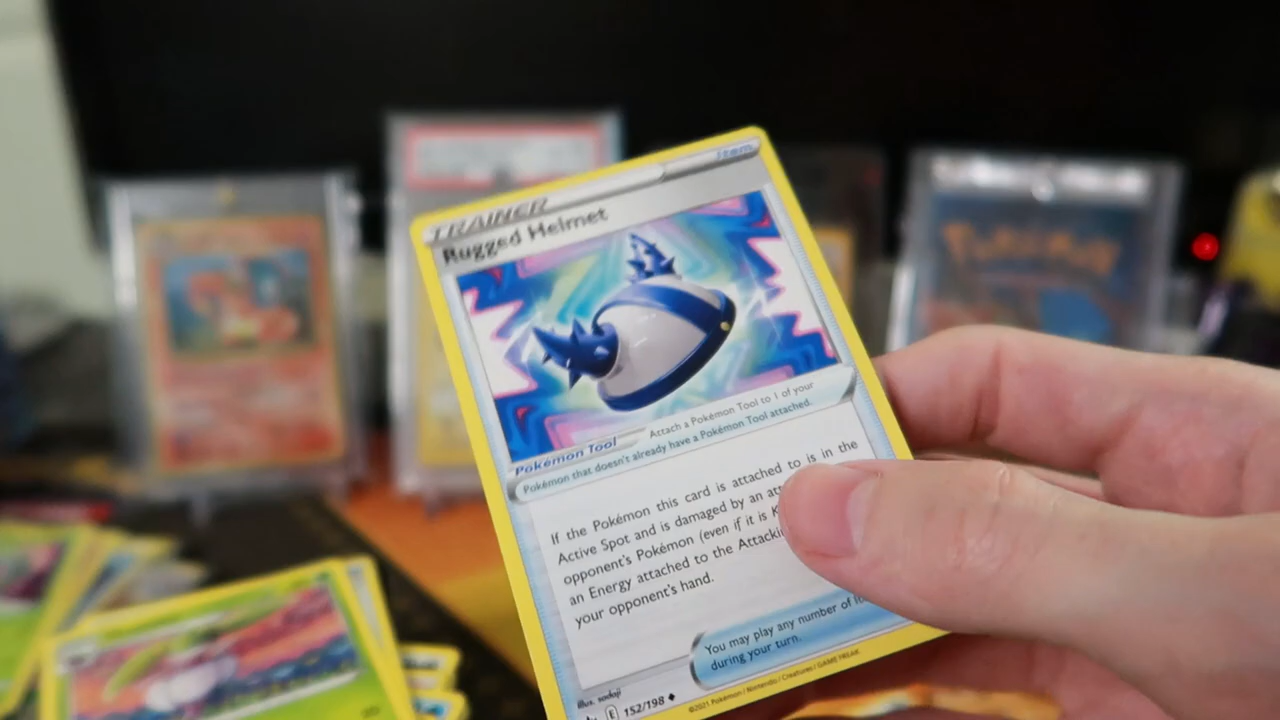 Item
TRAINER
Rugged Helmet
Pokémon Tool
Attach a Pokémon Tool to 1 of your
Pokémon that doesn't already have a Pokémon Tool attached.
If the Pokémon this card is attached to is in the
Active Spot and is damaged by an
opponent's Pokémon (even if it is
an Energy attached to the
your opponent's hand.
You may play any number of
during your turn.
illus. sadaji
E 152/198
©2021 Pokémon / Nintendo / Creatures / GAME FREAK
POKéMON